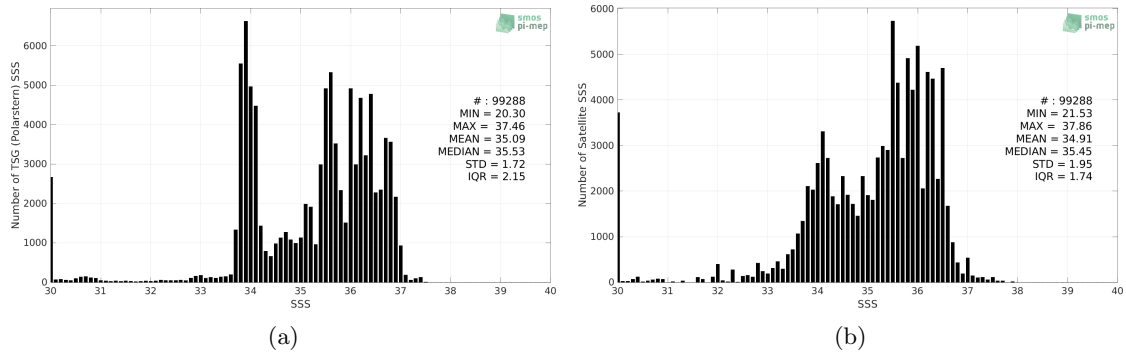 Number of TSG (Polarstern) SSS
6000
5000
4000
3000
2000
1000
0
30 31 32 33 34 35 36 37 38 39 40
SSS
smos
pi-mep
# : 99288
MIN = 20.30
MAX = 37.46
MEAN = 35.09
MEDIAN = 35.53
STD = 1.72
IQR = 2.15
(a)
Number of Satellite SSS
6000
5000
4000
3000
2000
1000
0
30 31 32 33 34 35 36 37 38 39 40
SSS
smos
pi-mep
# : 99288
MIN = 21.53
MAX = 37.86
MEAN = 34.91
MEDIAN = 35.45
STD = 1.95
IQR = 1.74
(b)